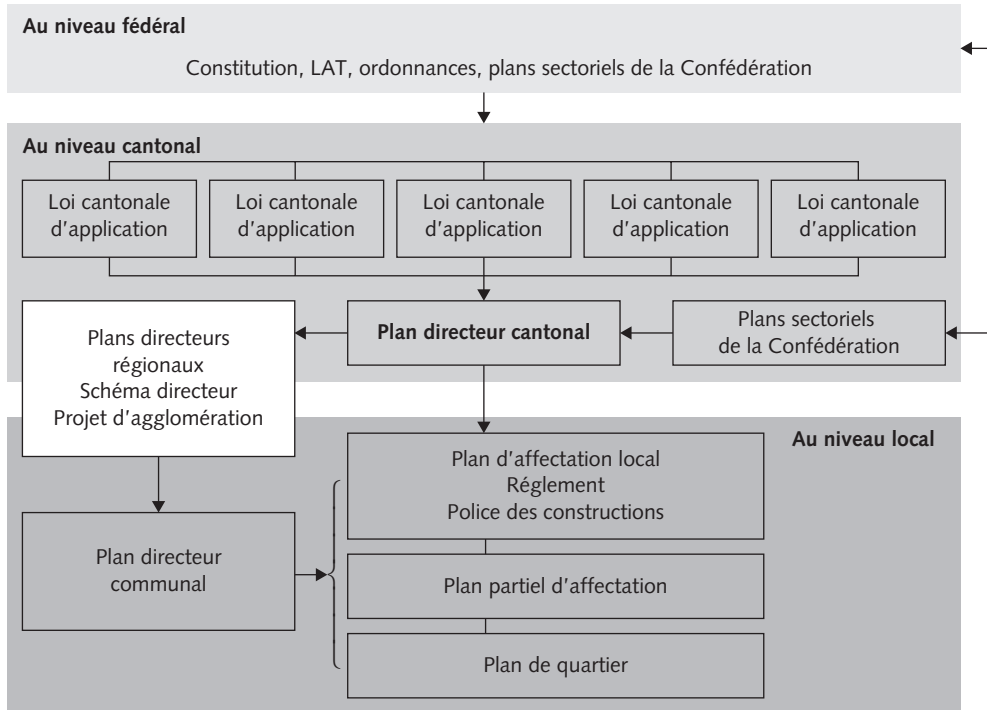 Au niveau fédéral
Constitution, LAT, ordonnances, plans sectoriels de la Confédération
Au niveau cantonal
Loi cantonale
d'application
Loi cantonale
d'application
Loi cantonale
d'application
Loi cantonale
d'application
Loi cantonale
d'application
Plans directeurs
régionaux
Schéma directeur
Projet d'agglomération
Plan directeur cantonal
Plans sectoriels
de la Confédération
Au niveau local
Plan d'affectation local
Réglement
Police des constructions
Plan directeur
communal
Plan partiel d'affectation
Plan de quartier